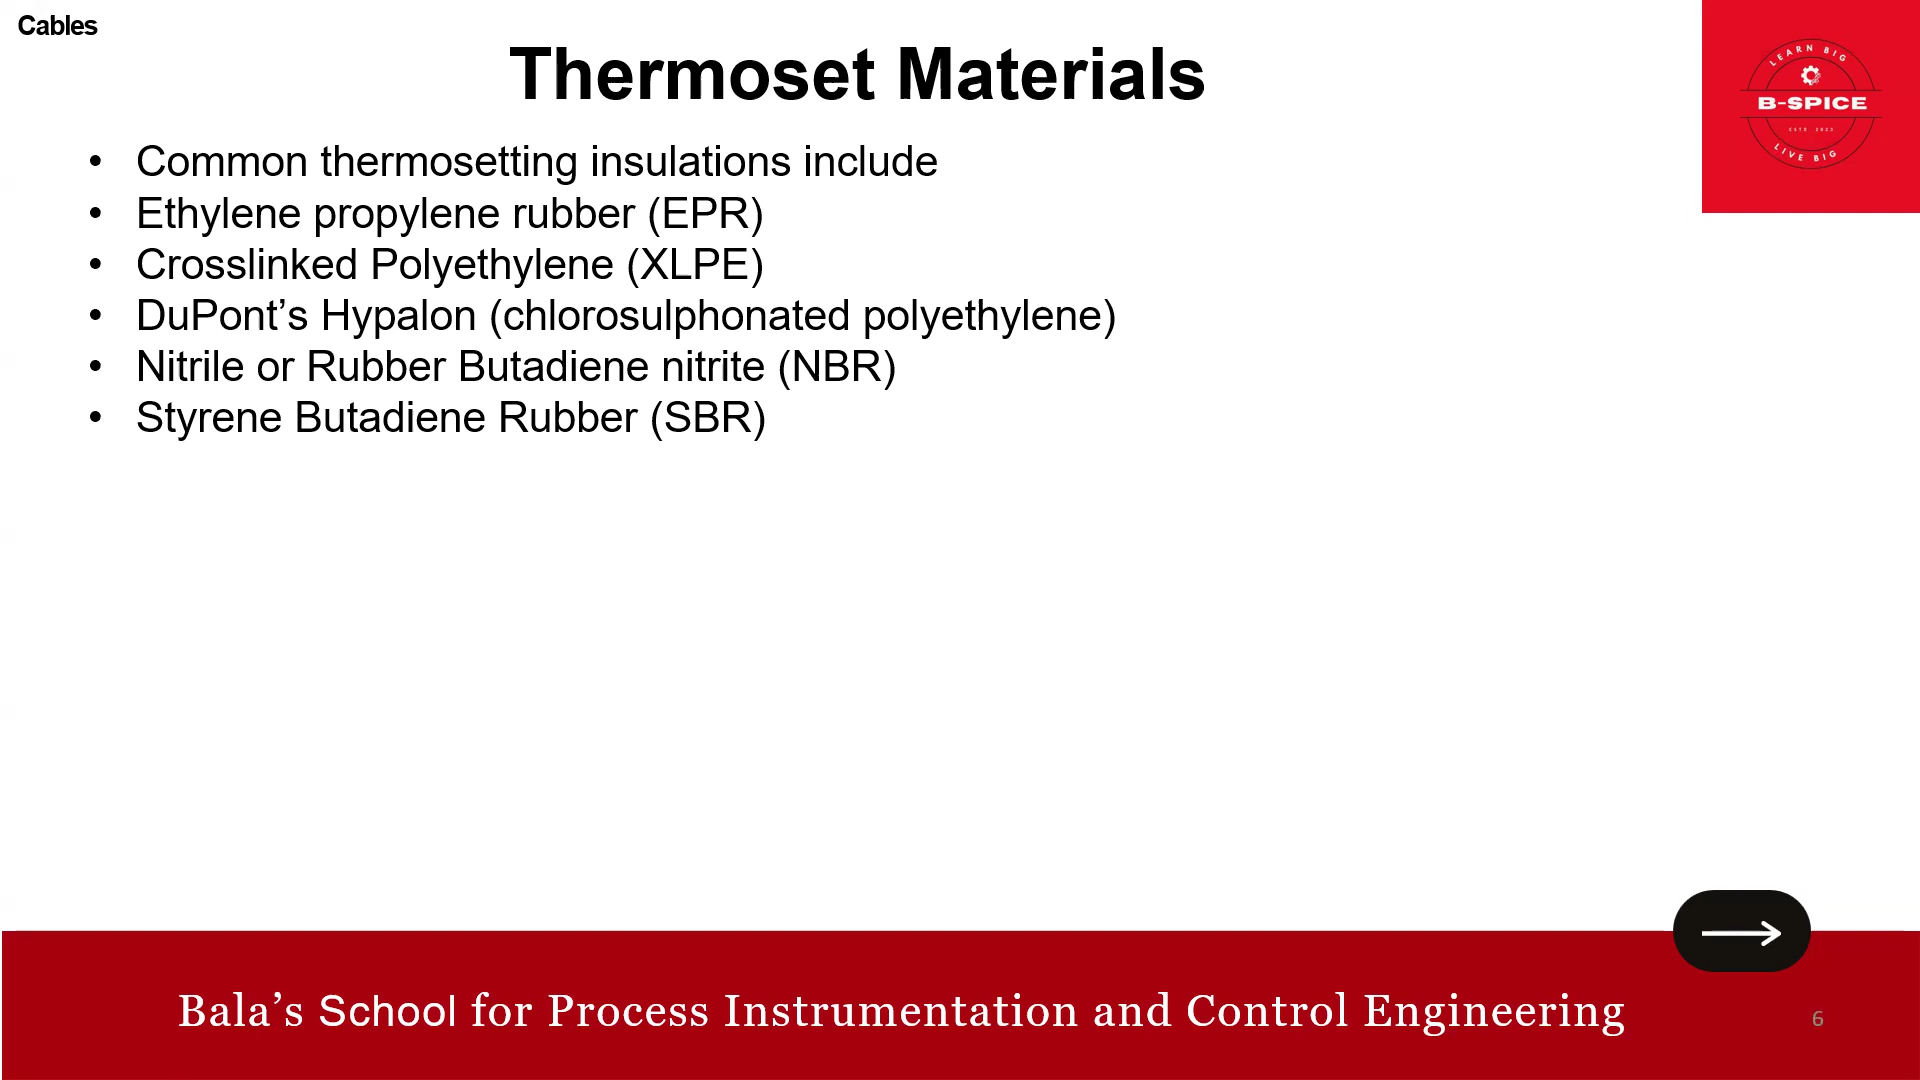 Cables
Thermoset Materials
LEARN BIG
B-SPICE
ESTD 2023
LIVE BIG
• Common thermosetting insulations include
• Ethylene propylene rubber (EPR)
• Crosslinked Polyethylene (XLPE)
• DuPont’s Hypalon (chlorosulphonated polyethylene)
• Nitrile or Rubber Butadiene nitrite (NBR)
• Styrene Butadiene Rubber (SBR)
Bala’s School for Process Instrumentation and Control Engineering
6